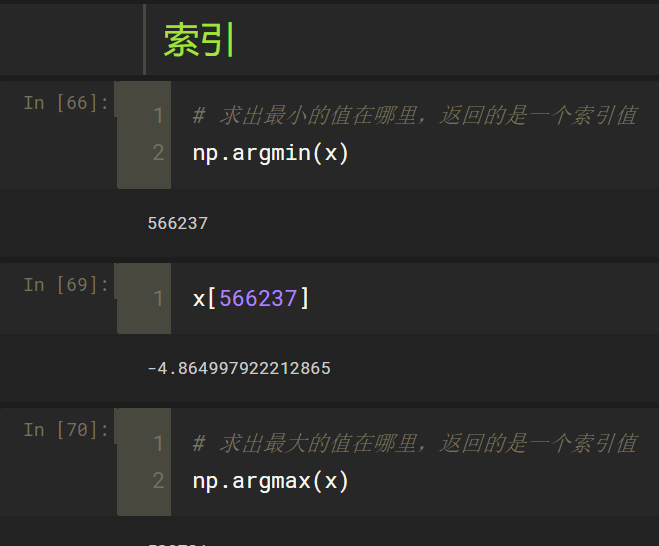 索引
In [66]:
1 # 求出最小的值在哪里，返回的是一个索引值
2 np.argmin(x)
566237
In [69]:
1 x[566237]
-4.864997922212865
In [70]:
1 # 求出最大的值在哪里，返回的是一个索引值
2 np.argmax(x)